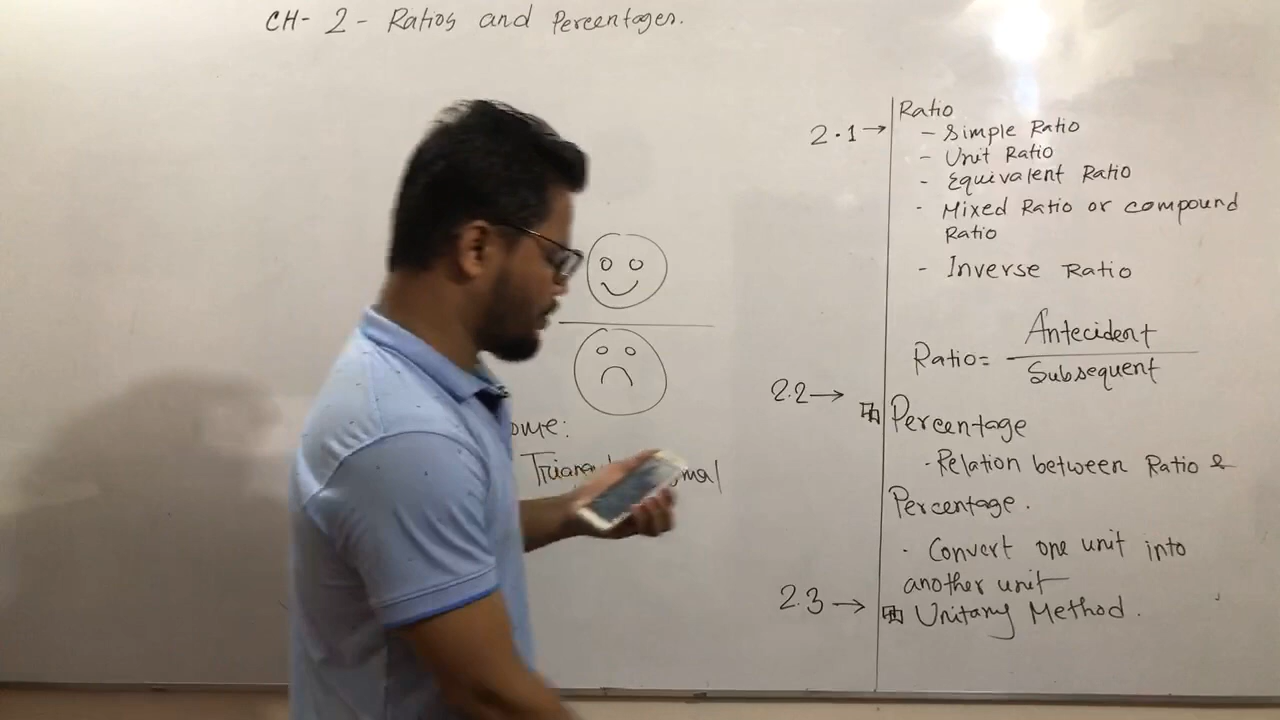 CH- 2 - Ratios and Percentages.
Ratio
2.1→
- Simple Ratio
- Unit Ratio
- Equivalent Ratio
- Mixed Ratio or compound
Ratio
- Inverse Ratio
Ratio= Antecident
Subsequent
2.2→
Percentage
·Relation between Ratio &
Percentage.
· Convert one unit into
another unit
2.3→
Unitary Method.